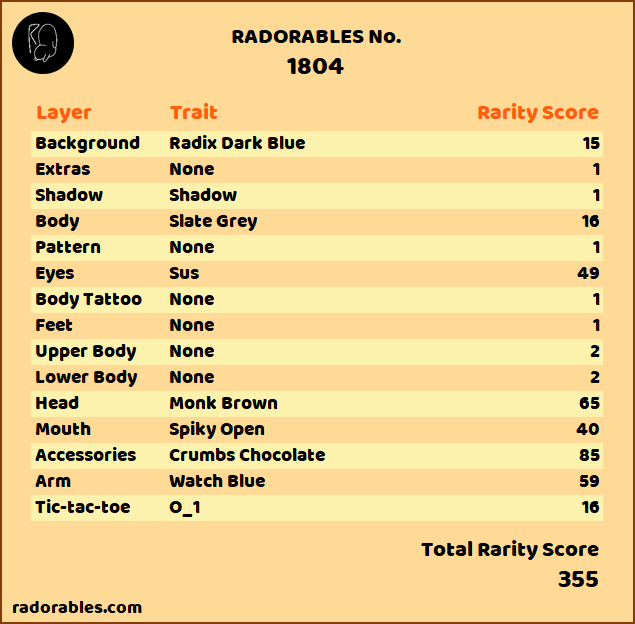 RADORABLES No.
1804
Layer Trait Rarity Score
Background Radix Dark Blue 15
Extras None 1
Shadow Shadow 1
Body Slate Grey 16
Pattern None 1
Eyes Sus 49
Body Tattoo None 1
Feet None 1
Upper Body None 2
Lower Body None 2
Head Monk Brown 65
Mouth Spiky Open 40
Accessories Crumbs Chocolate 85
Arm Watch Blue 59
Tic-tac-toe O_1 16
Total Rarity Score
355
radorables.com